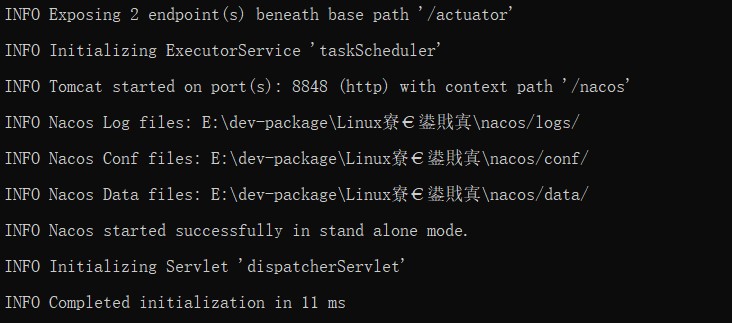 INFO Exposing 2 endpoint(s) beneath base path '/actuator'
INFO Initializing ExecutorService 'taskScheduler'
INFO Tomcat started on port(s): 8848 (http) with context path '/nacos'
INFO Nacos Log files: E:\dev-package\Linux寮€鍙戝寘\nacos/logs/
INFO Nacos Conf files: E:\dev-package\Linux寮€鍙戝寘\nacos/conf/
INFO Nacos Data files: E:\dev-package\Linux寮€鍙戝寘\nacos/data/
INFO Nacos started successfully in stand alone mode.
INFO Initializing Servlet 'dispatcherServlet'
INFO Completed initialization in 11 ms